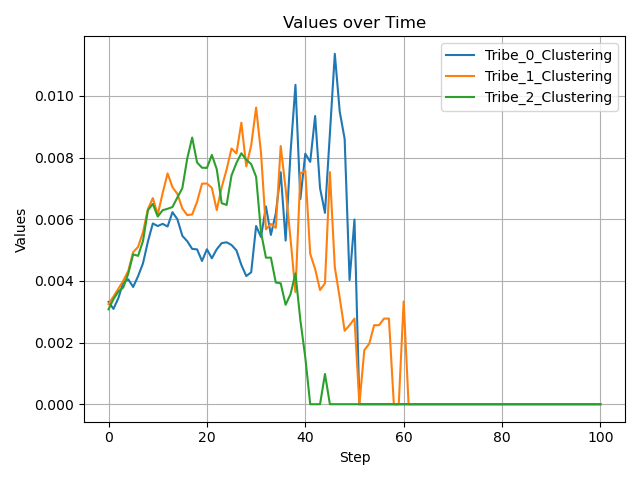 Values over Time
Tribe_0_Clustering
Tribe_1_Clustering
Tribe_2_Clustering
Values
0.010
0.008
0.006
0.004
0.002
0.000
0 20 40 60 80 100
Step